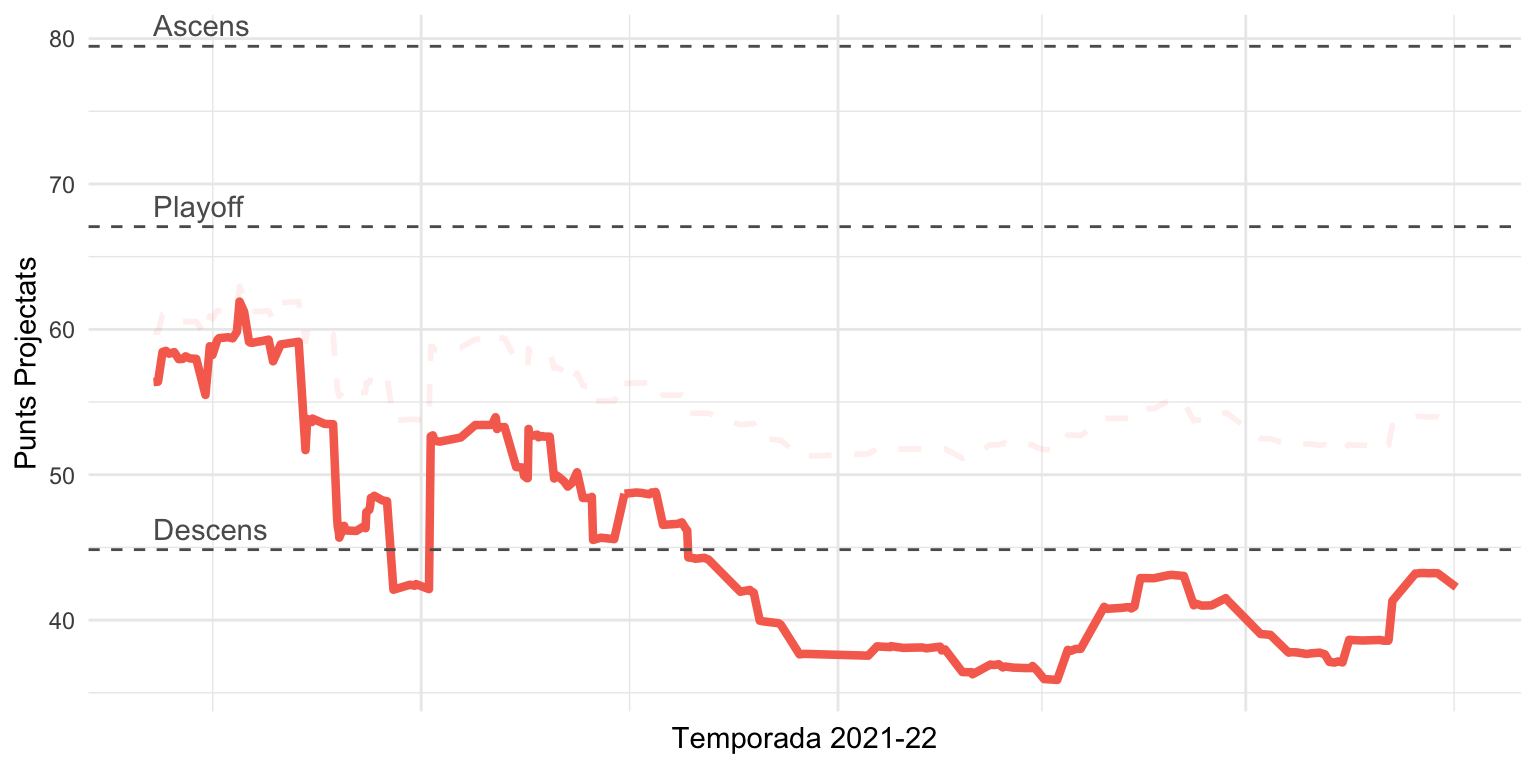 Ascens
80
70
Playoff
60
50
Descens
40
Punts Projectats
Temporada 2021-22